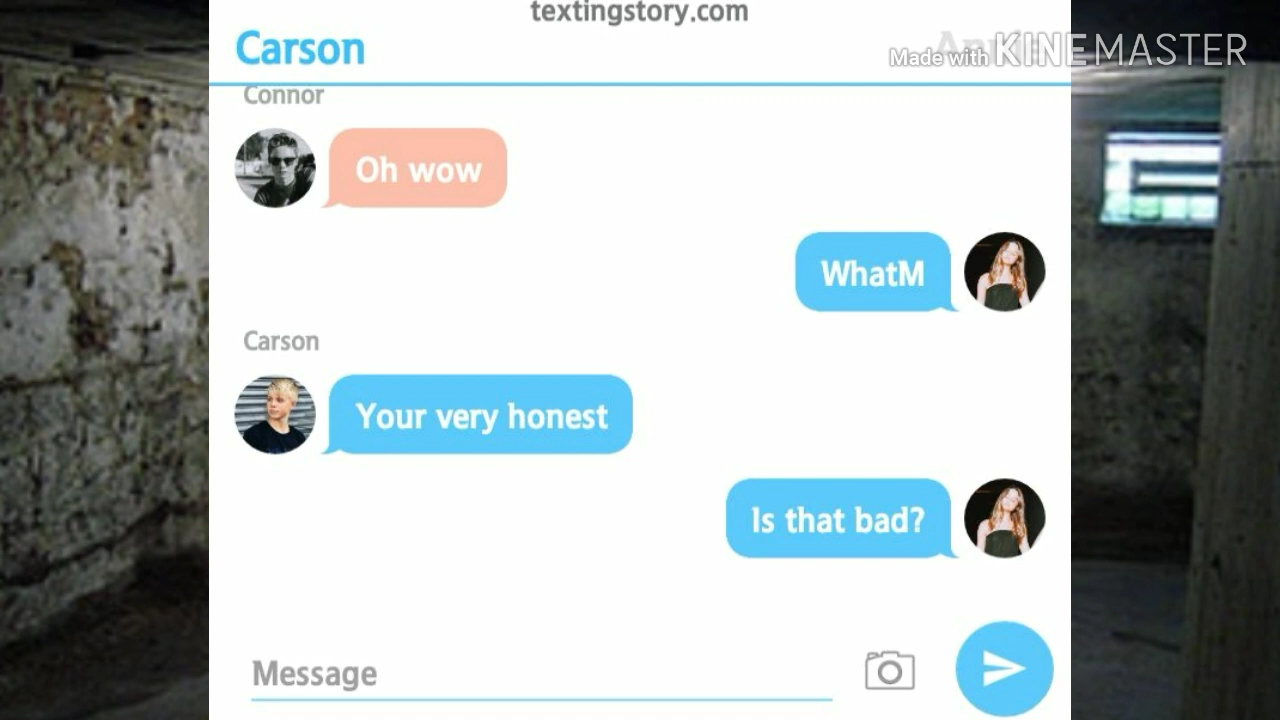 textingstory.com
Carson
Made with KINEMASTER
Connor
Oh wow
WhatM
Carson
Your very honest
Is that bad?
Message